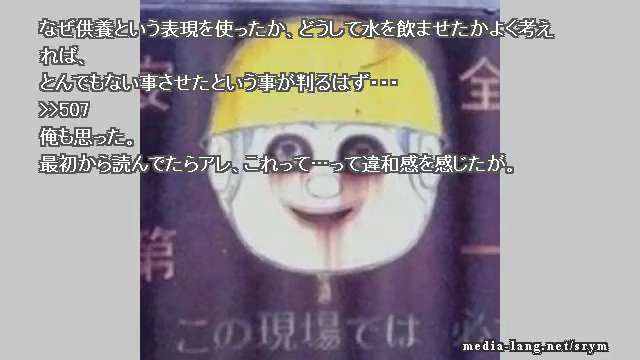 なぜ供養という表現を使ったか、どうして水を飲ませたかよく考え
れば、
とんでもない事させたという事が判るはず・・・
>>507
俺も思った。
最初から読んでたらアレ、これって…って違和感を感じたが。
安 全
第 一
この現場では 必
media-lang.net/srym